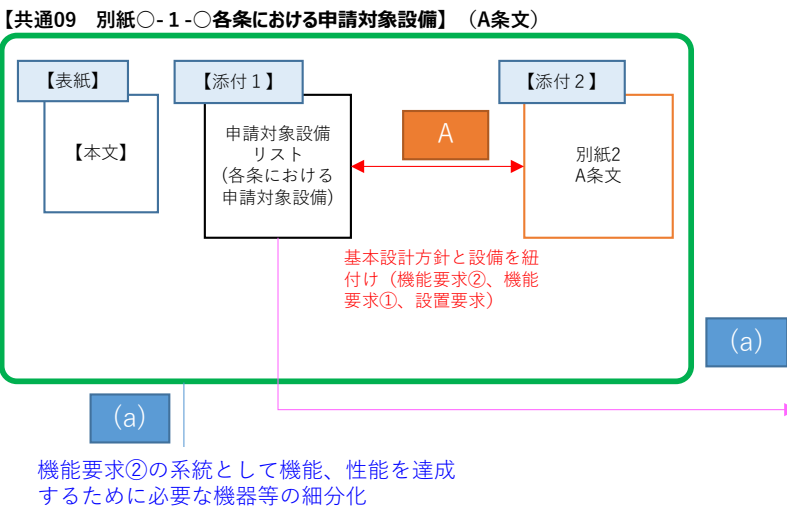 【共通09　別紙○-１-○各条における申請対象設備】（A条文）
【表紙】
【本文】
【添付１】
申請対象設備
リスト
(各条における
申請対象設備)
A
【添付２】
別紙2
A条文
基本設計方針と設備を紐
付け（機能要求②、機能
要求①、設置要求）
(a)
(a)
機能要求②の系統として機能、性能を達成
するために必要な機器等の細分化